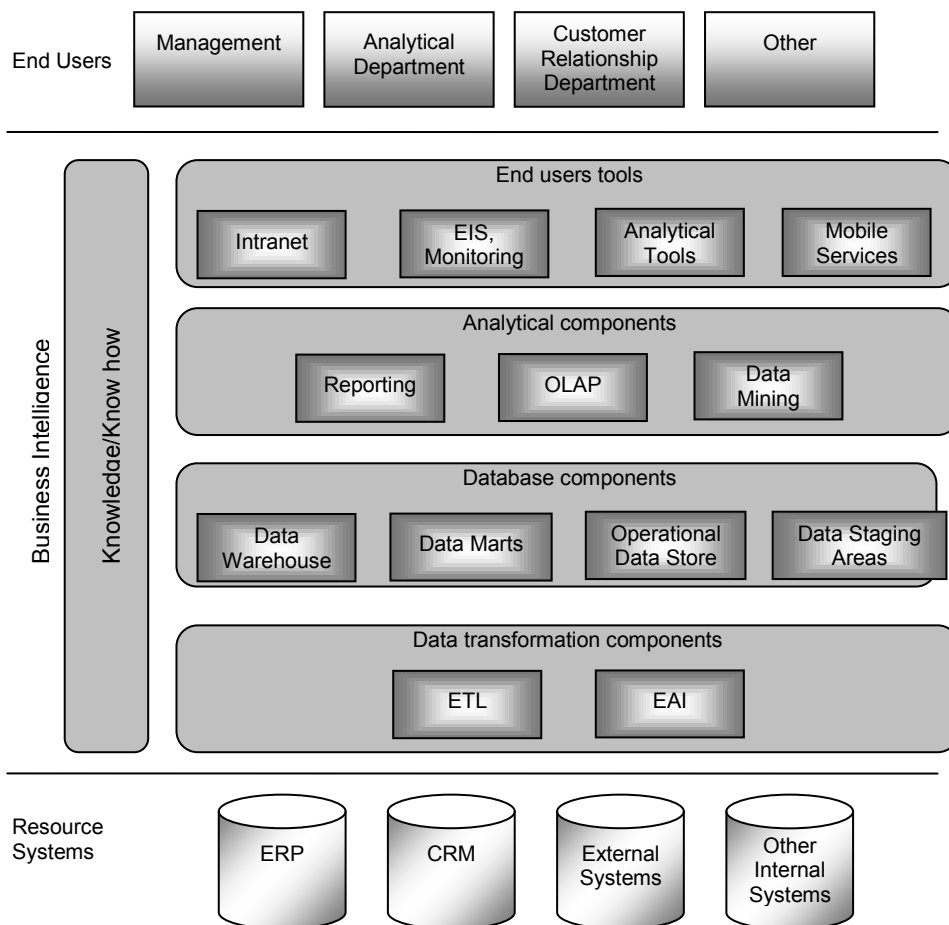 End Users
Management
Analytical
Department
Customer
Relationship
Department
Other
Business Intelligence
Knowledge/Know how
End users tools
Intranet
EIS,
Monitoring
Analytical
Tools
Mobile
Services
Analytical components
Reporting
OLAP
Data
Mining
Database components
Data
Warehouse
Data Marts
Operational
Data Store
Data Staging
Areas
Data transformation components
ETL
EAI
Resource
Systems
ERP
CRM
External
Systems
Other
Internal
Systems